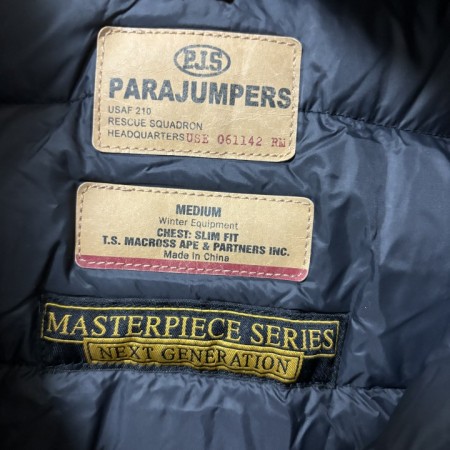 P.J.S
PARAJUMPERS
USAF 210
RESCUE SQUADRON
HEADQUARTERS USE 061142 RM
MEDIUM
Winter Equipment
CHEST: SLIM FIT
T.S. MACROSS APE & PARTNERS INC.
Made in China
MASTERPIECE SERIES
NEXT GENERATION